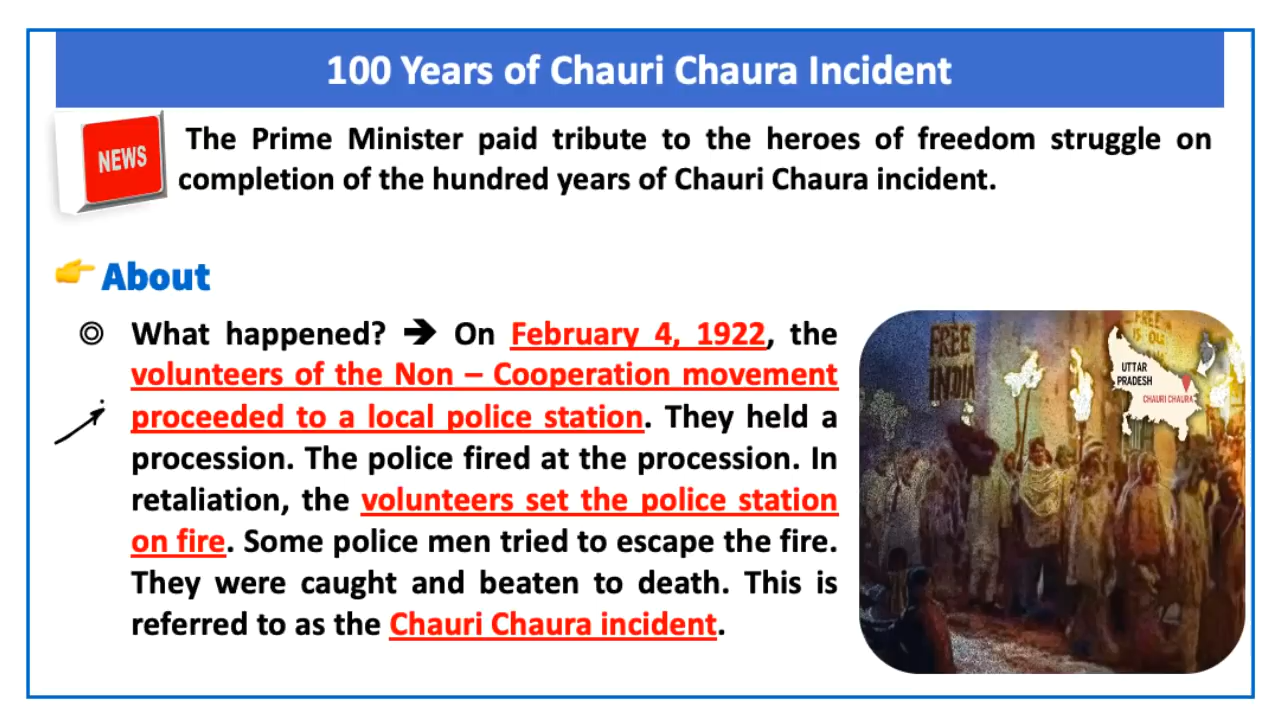 100 Years of Chauri Chaura Incident
NEWS
The Prime Minister paid tribute to the heroes of freedom struggle on
completion of the hundred years of Chauri Chaura incident.
About
What happened? ➔ On February 4, 1922, the
volunteers of the Non – Cooperation movement
proceeded to a local police station. They held a
procession. The police fired at the procession. In
retaliation, the volunteers set the police station
on fire. Some police men tried to escape the fire.
They were caught and beaten to death. This is
referred to as the Chauri Chaura incident.
FREE
INDIA
UTTAR
PRADESH
CHAURI CHAURA